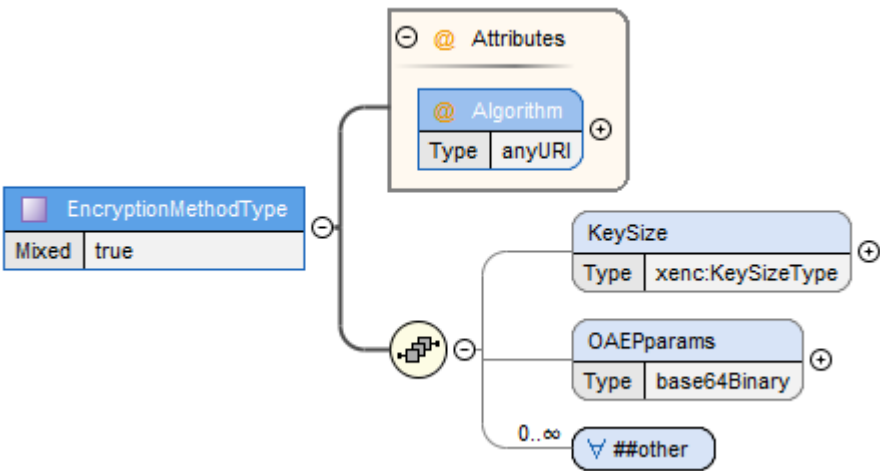 @ Attributes
@ Algorithm
Type anyURI
EncryptionMethodType
Mixed true
KeySize
Type xenc:KeySizeType
OAEPparams
Type base64Binary
0..∞
∀ ##other